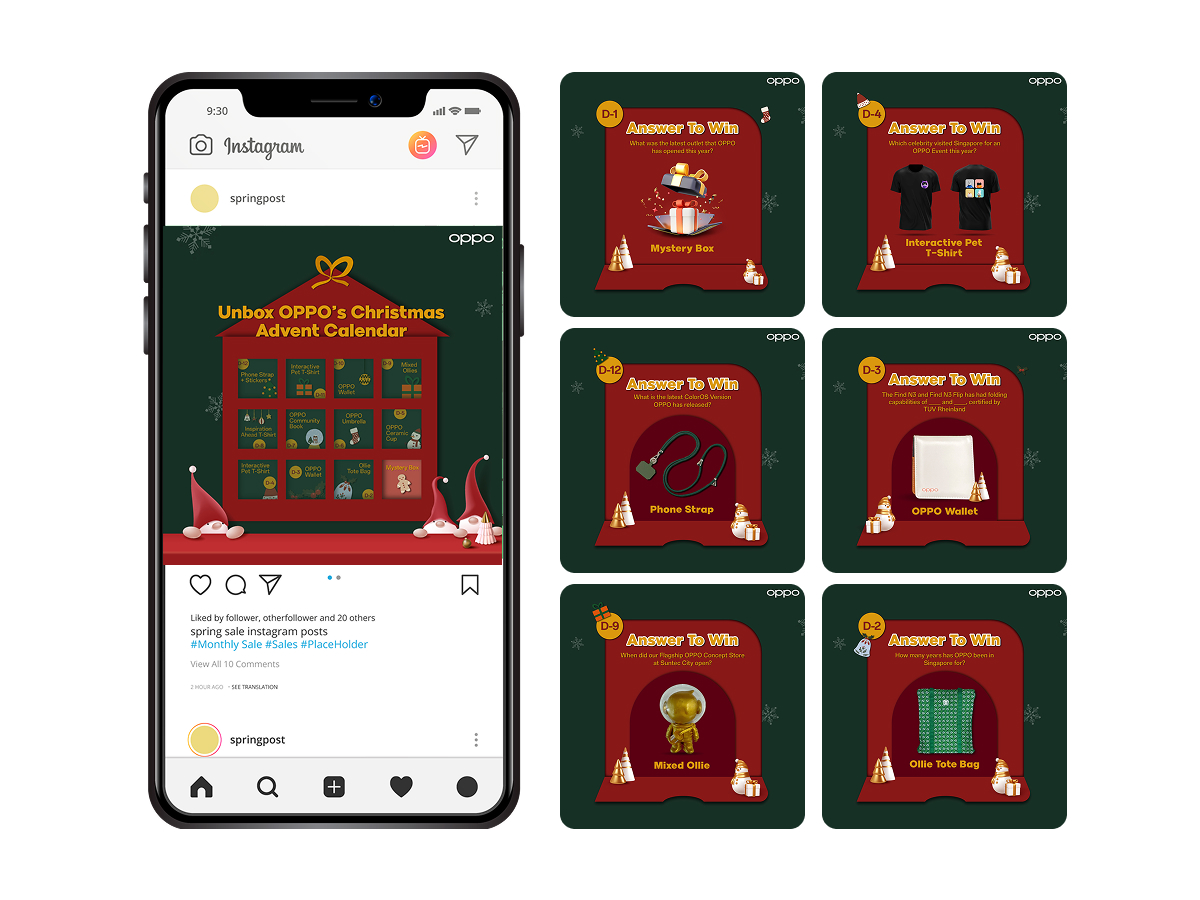 9:30
Instagram
springpost
oppo
Unbox OPPO's Christmas
Advent Calendar
D-12
Phone Strap
+ Stickers
Interactive
Pet T-Shirt
D-10
OPPO
Wallet
D-9
Mixed
Ollies
Inspiration
Ahead T-Shirt
OPPO
Community
Book
OPPO
Umbrella
OPPO
Ceramic
Cup
Interactive
Pet T-Shirt
D-4
D-3
OPPO
Wallet
Ollie
Tote Bag
D-2
Mystery Box
Liked by follower, otherfollower and 20 others
spring sale instagram posts
#Monthly Sale #Sales #PlaceHolder
View All 10 Comments
2 HOUR AGO • SEE TRANSLATION
springpost
oppo
D-1
Answer To Win
What was the latest outlet that OPPO
has opened this year?
Mystery Box
oppo
D-4
Answer To Win
Which celebrity visited Singapore for an
OPPO Event this year?
Interactive Pet
T-Shirt
oppo
D-12
Answer To Win
What is the latest ColorOS Version
OPPO has released?
Phone Strap
oppo
D-3
Answer To Win
The Find N3 and Find N3 Flip has had folding
capabilities of ____ and ____, certified by
TUV Rheinland
oppo
OPPO Wallet
oppo
D-9
Answer To Win
When did our Flagship OPPO Concept Store
at Suntec City open?
Mixed Ollie
oppo
D-2
Answer To Win
How many years has OPPO been in
Singapore for?
Ollie Tote Bag